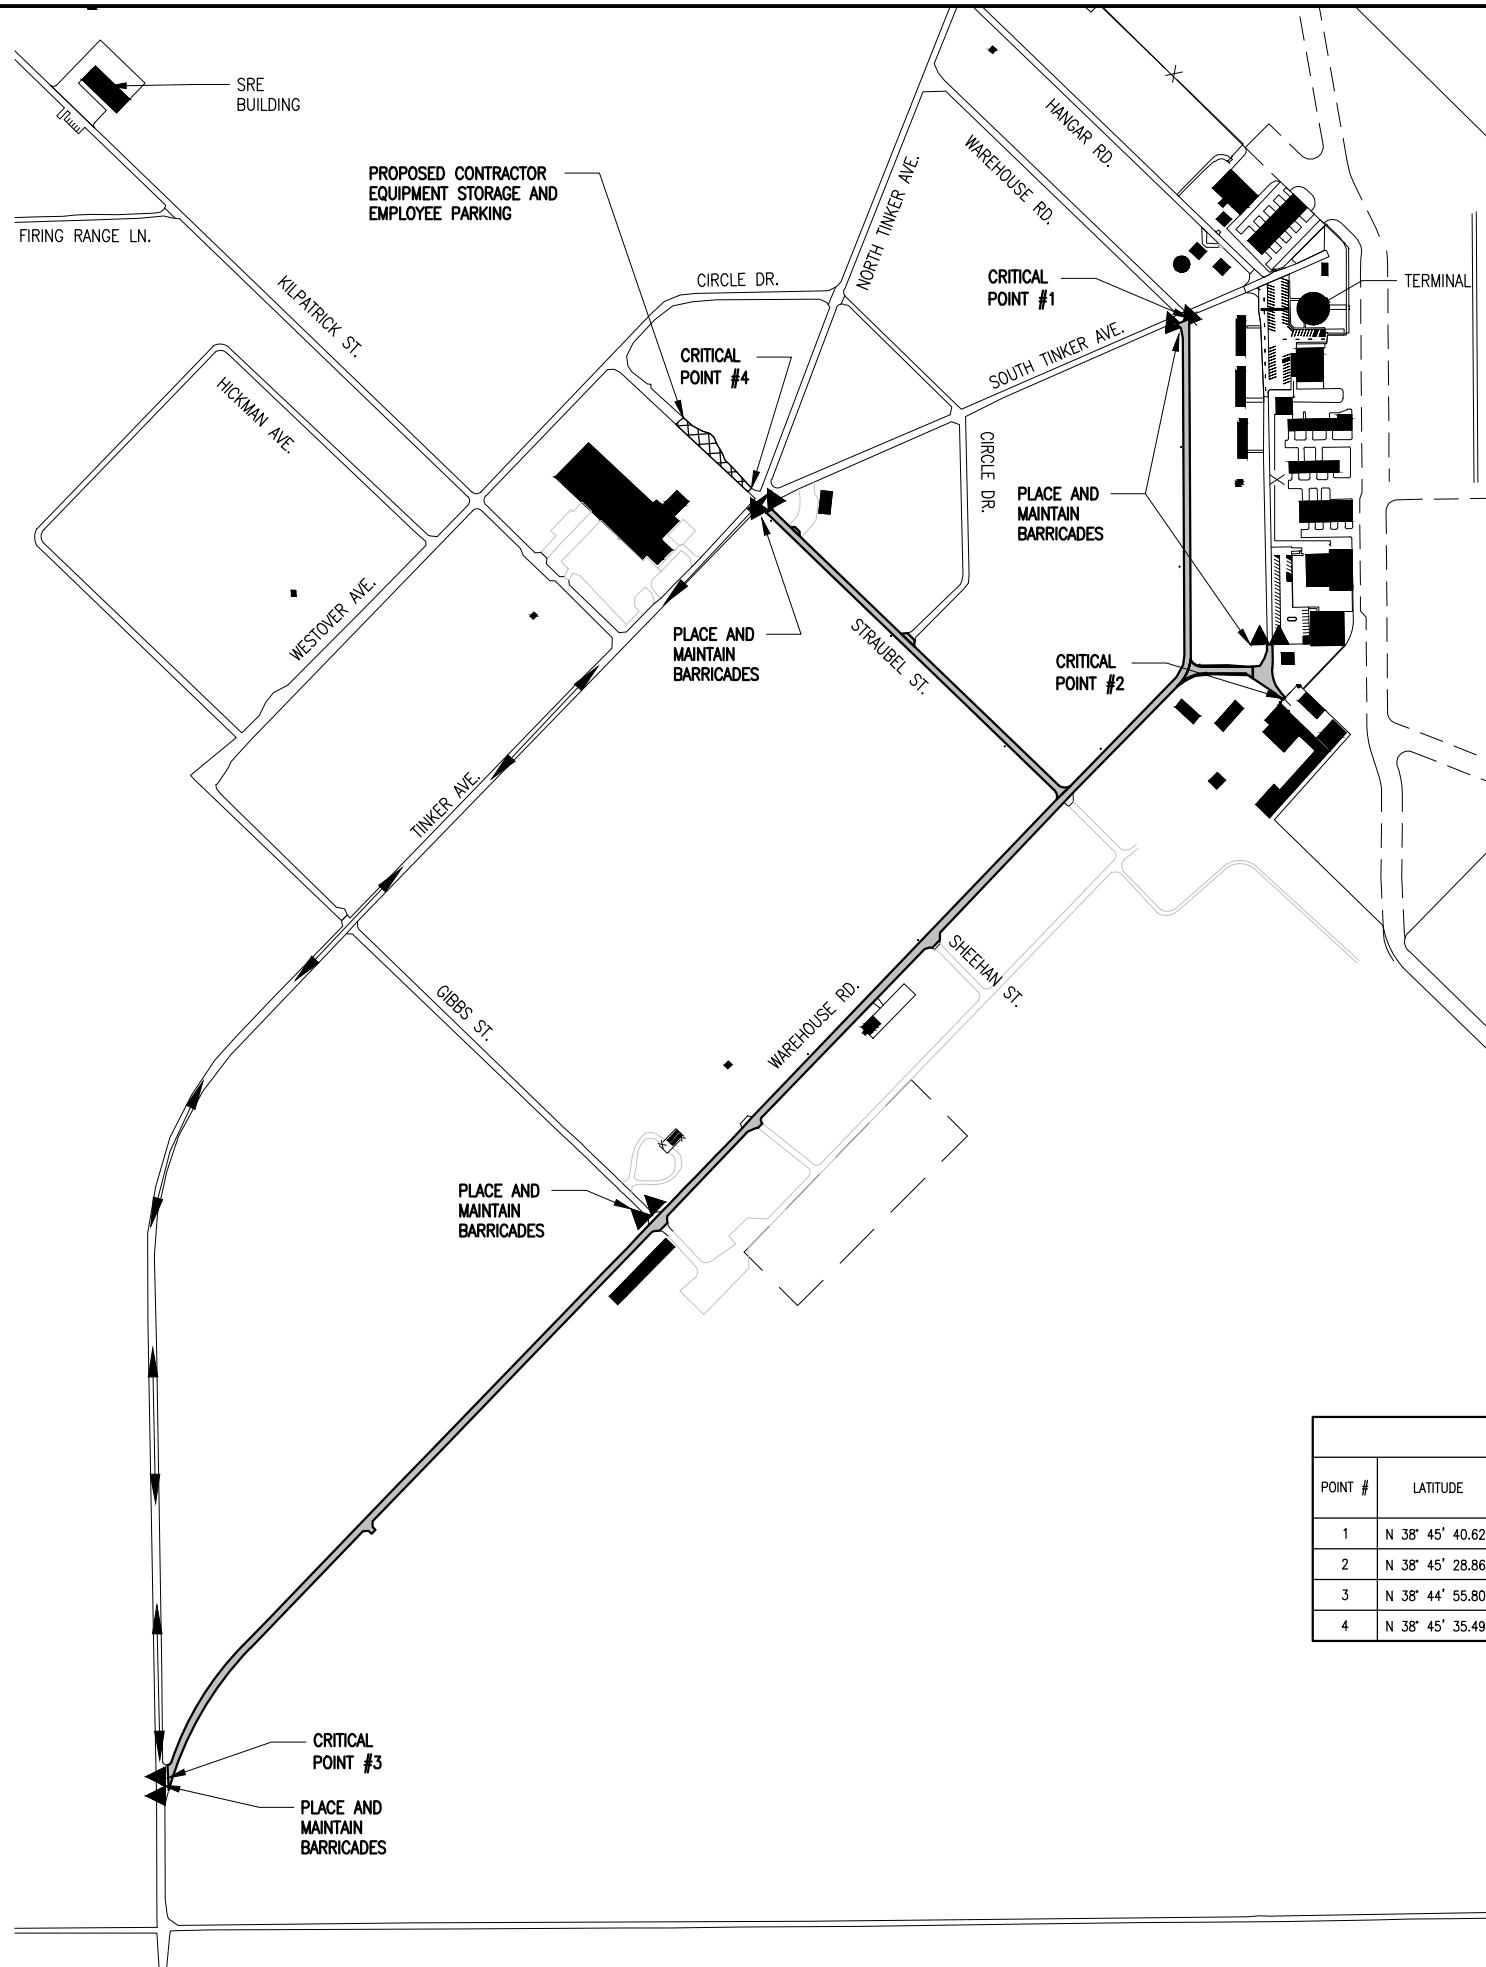 SRE
BUILDING
PROPOSED CONTRACTOR
EQUIPMENT STORAGE AND
EMPLOYEE PARKING
FIRING RANGE LN.
KILPATRICK ST.
HICKMAN AVE.
WESTOVER AVE.
CIRCLE DR.
NORTH TINKER AVE.
WAREHOUSE RD.
HANGAR RD.
CRITICAL
POINT #1
TERMINAL
SOUTH TINKER AVE.
CRITICAL
POINT #4
CIRCLE DR.
PLACE AND
MAINTAIN
BARRICADES
PLACE AND
MAINTAIN
BARRICADES
STRAUBEL ST.
CRITICAL
POINT #2
TINKER AVE.
GIBBS ST.
SHEEHAN ST.
WAREHOUSE RD.
PLACE AND
MAINTAIN
BARRICADES
POINT # LATITUDE
1 N 38° 45' 40.62
2 N 38° 45' 28.86
3 N 38° 44' 55.80
4 N 38° 45' 35.49
CRITICAL
POINT #3
PLACE AND
MAINTAIN
BARRICADES